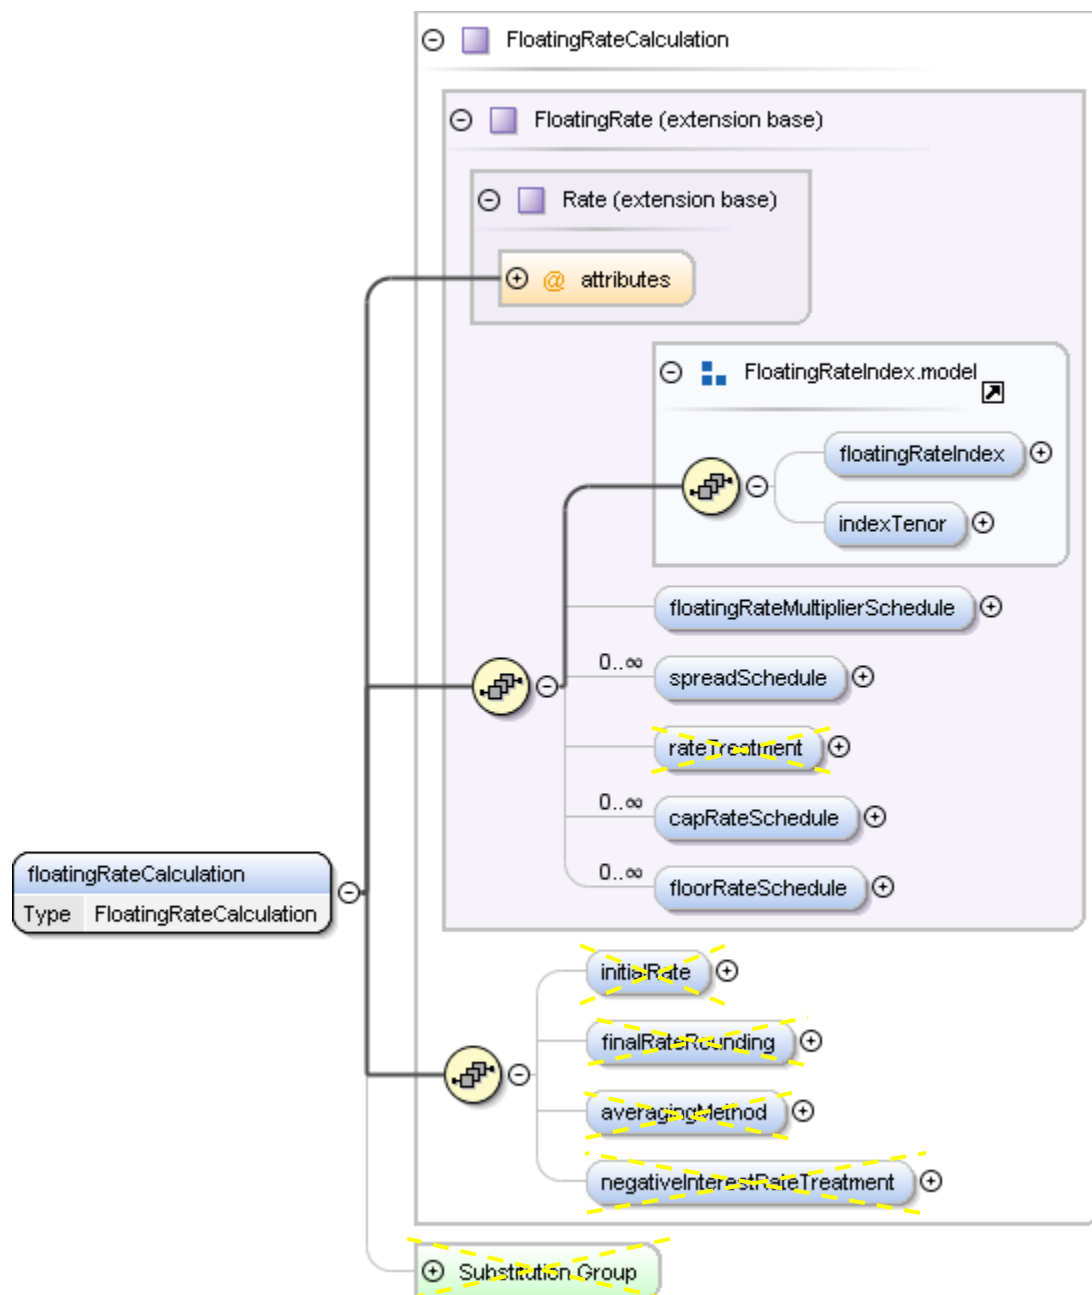 FloatingRateCalculation
FloatingRate (extension base)
Rate (extension base)
@ attributes
FloatingRateIndex.model
floatingRateIndex
indexTenor
floatingRateMultiplierSchedule
0..∞
spreadSchedule
rateTreatment
0..∞
capRateSchedule
0..∞
floorRateSchedule
floatingRateCalculation
Type FloatingRateCalculation
initialRate
finalRateRounding
averagingMethod
negativeInterestRateTreatment
Substitution Group